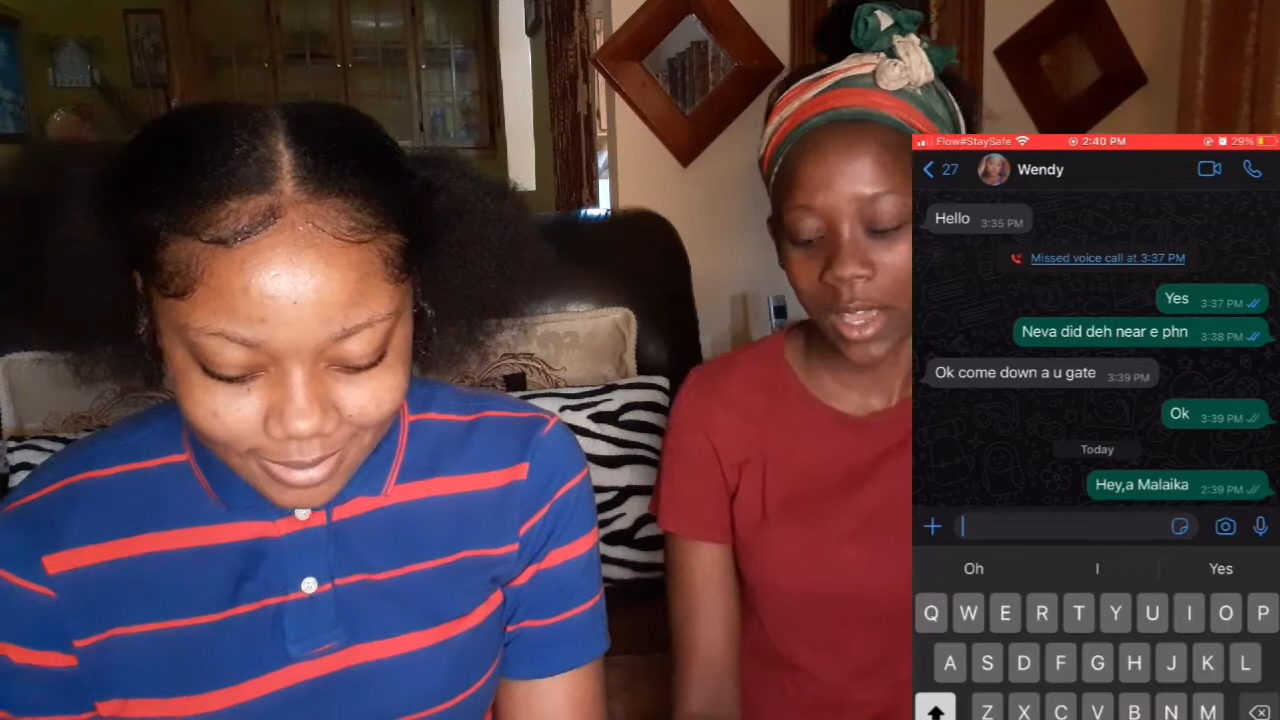 Flow#StaySafe 2:40 PM 29%
27 Wendy
Hello 3:35 PM
Missed voice call at 3:37 PM
Yes 3:37 PM
Neva did deh near e phn 3:38 PM
Ok come down a u gate 3:39 PM
Ok 3:39 PM
Today
Hey,a Malaika 2:39 PM
Oh I Yes
Q W E R T Y U I O P
A S D F G H J K L
Z X C V B N M